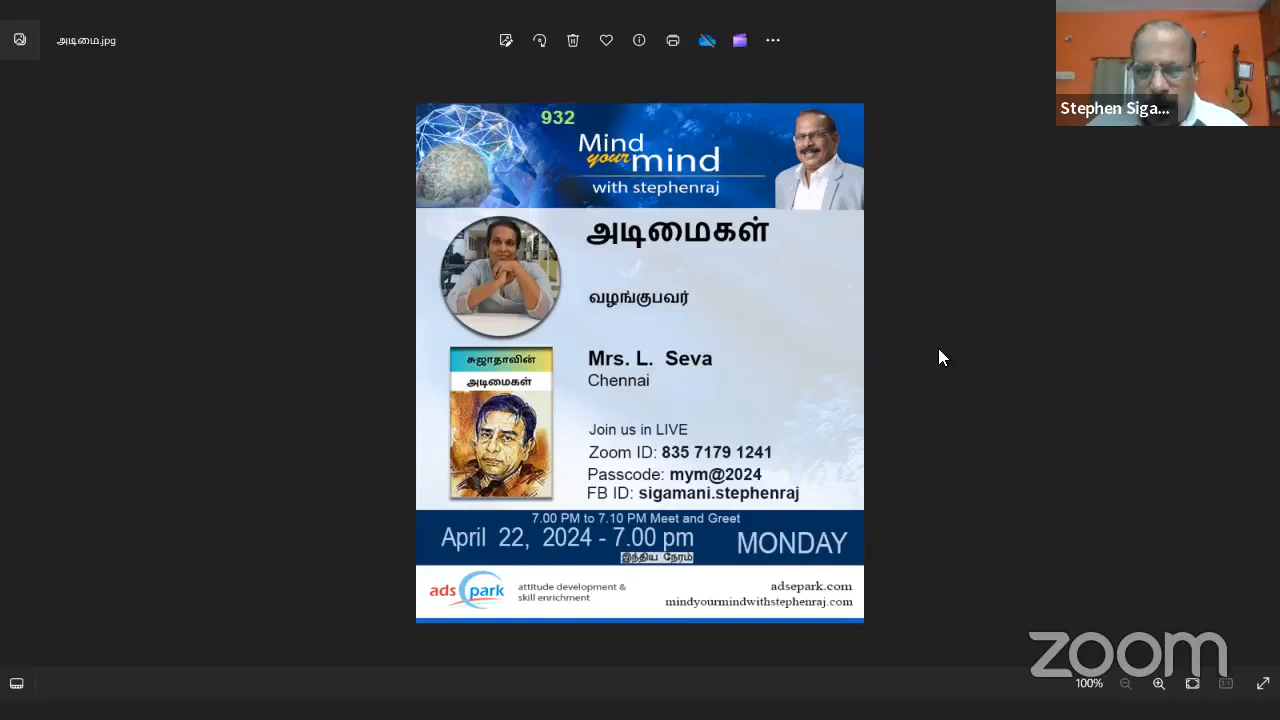 அடிமை.jpg
Stephen Siga...
932
Mind
your mind
with stephenraj
அடிமைகள்
வழங்குபவர்
சுஜாதாவின்
அடிமைகள்
Mrs. L. Seva
Chennai
Join us in LIVE
Zoom ID: 835 7179 1241
Passcode: mym@2024
FB ID: sigamani.stephenraj
7.00 PM to 7.10 PM Meet and Greet
April 22, 2024 - 7.00 pm MONDAY
இந்திய நேரம்
ads park
attitude development &
skill enrichment
adsepark.com
mindyourmindwithstephenraj.com
zoom
100%